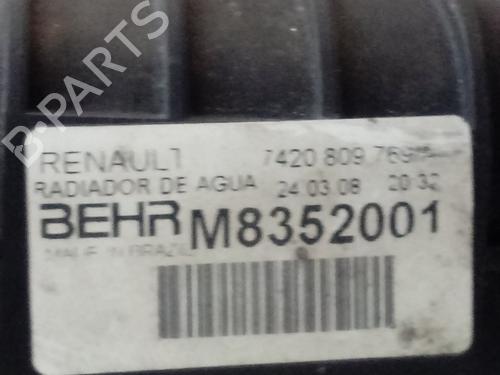 B-PARTS
RENAULT 7420 809 769
RADIADOR DE AGUA 24 03 08 20 32
BEHR M8352001
MADE IN BRAZIL